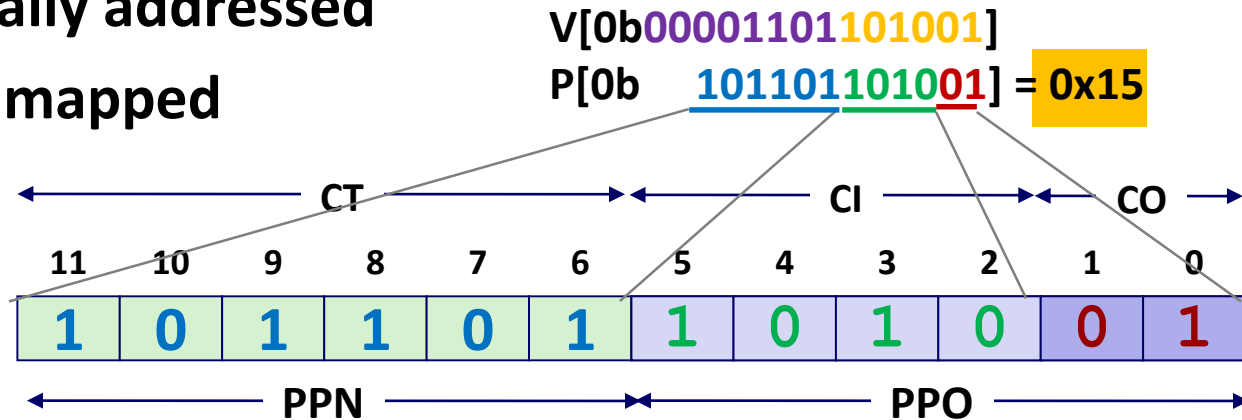 ally addressed
mapped
V[0b00001101101001]
P[0b 101101101001] = 0x15
CT CI CO
11 10 9 8 7 6 5 4 3 2 1 0
1 0 1 1 0 1 1 0 1 0 0 1
PPN PPO